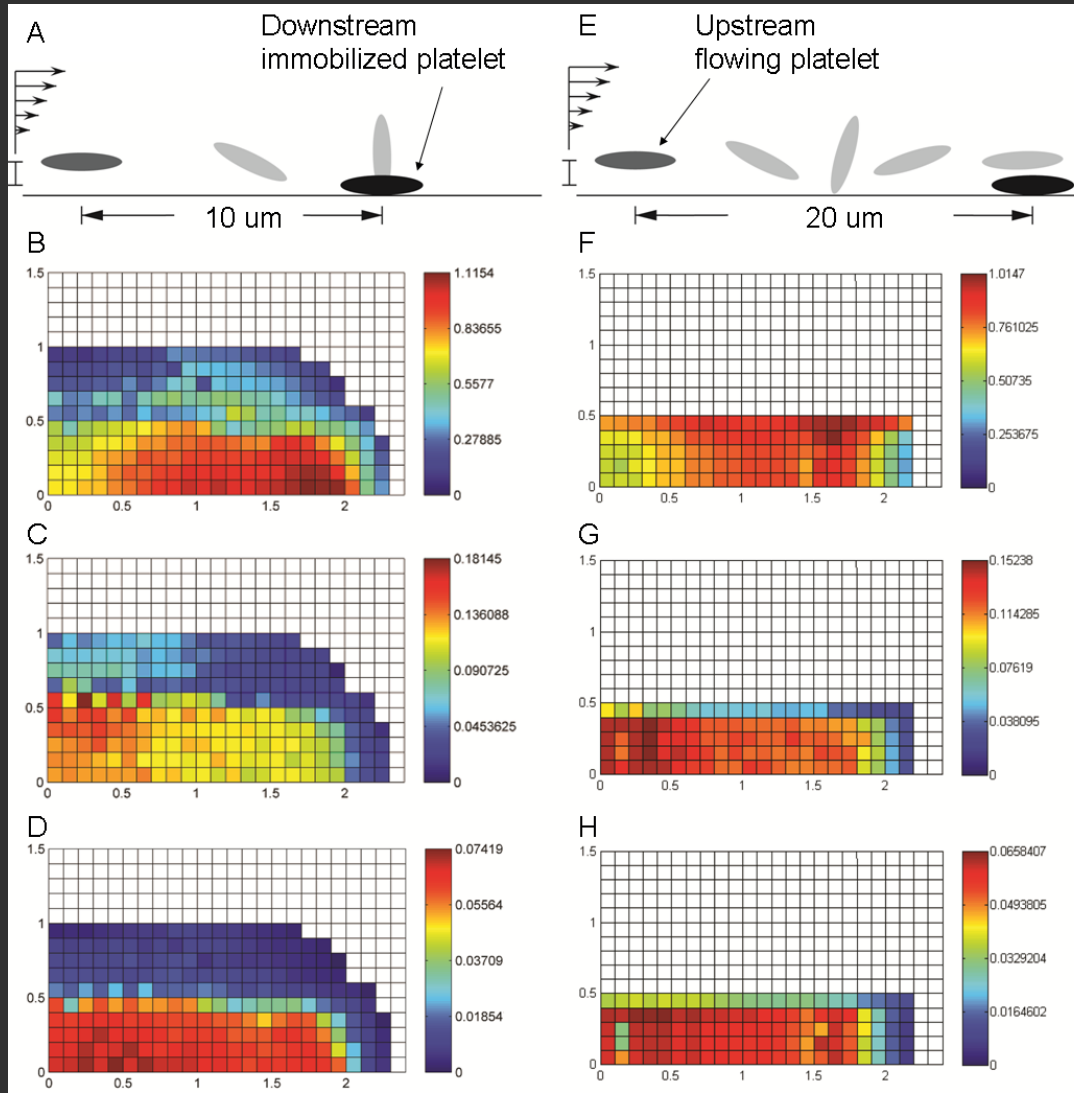 A
Downstream
immobilized platelet
10 um
E
Upstream
flowing platelet
20 um
B
1.5
1
0.5
0
0 0.5 1 1.5 2
1.1154
0.83655
0.5577
0.27885
0
F
1.5
1
0.5
0
0 0.5 1 1.5 2
1.0147
0.761025
0.50735
0.253675
0
C
1.5
1
0.5
0
0 0.5 1 1.5 2
0.18145
0.136088
0.090725
0.0453625
0
G
1.5
1
0.5
0
0 0.5 1 1.5 2
0.15238
0.114285
0.07619
0.038095
0
D
1.5
1
0.5
0
0 0.5 1 1.5 2
0.07419
0.05564
0.03709
0.01854
0
H
1.5
1
0.5
0
0 0.5 1 1.5 2
0.0658407
0.0493805
0.0329204
0.0164602
0